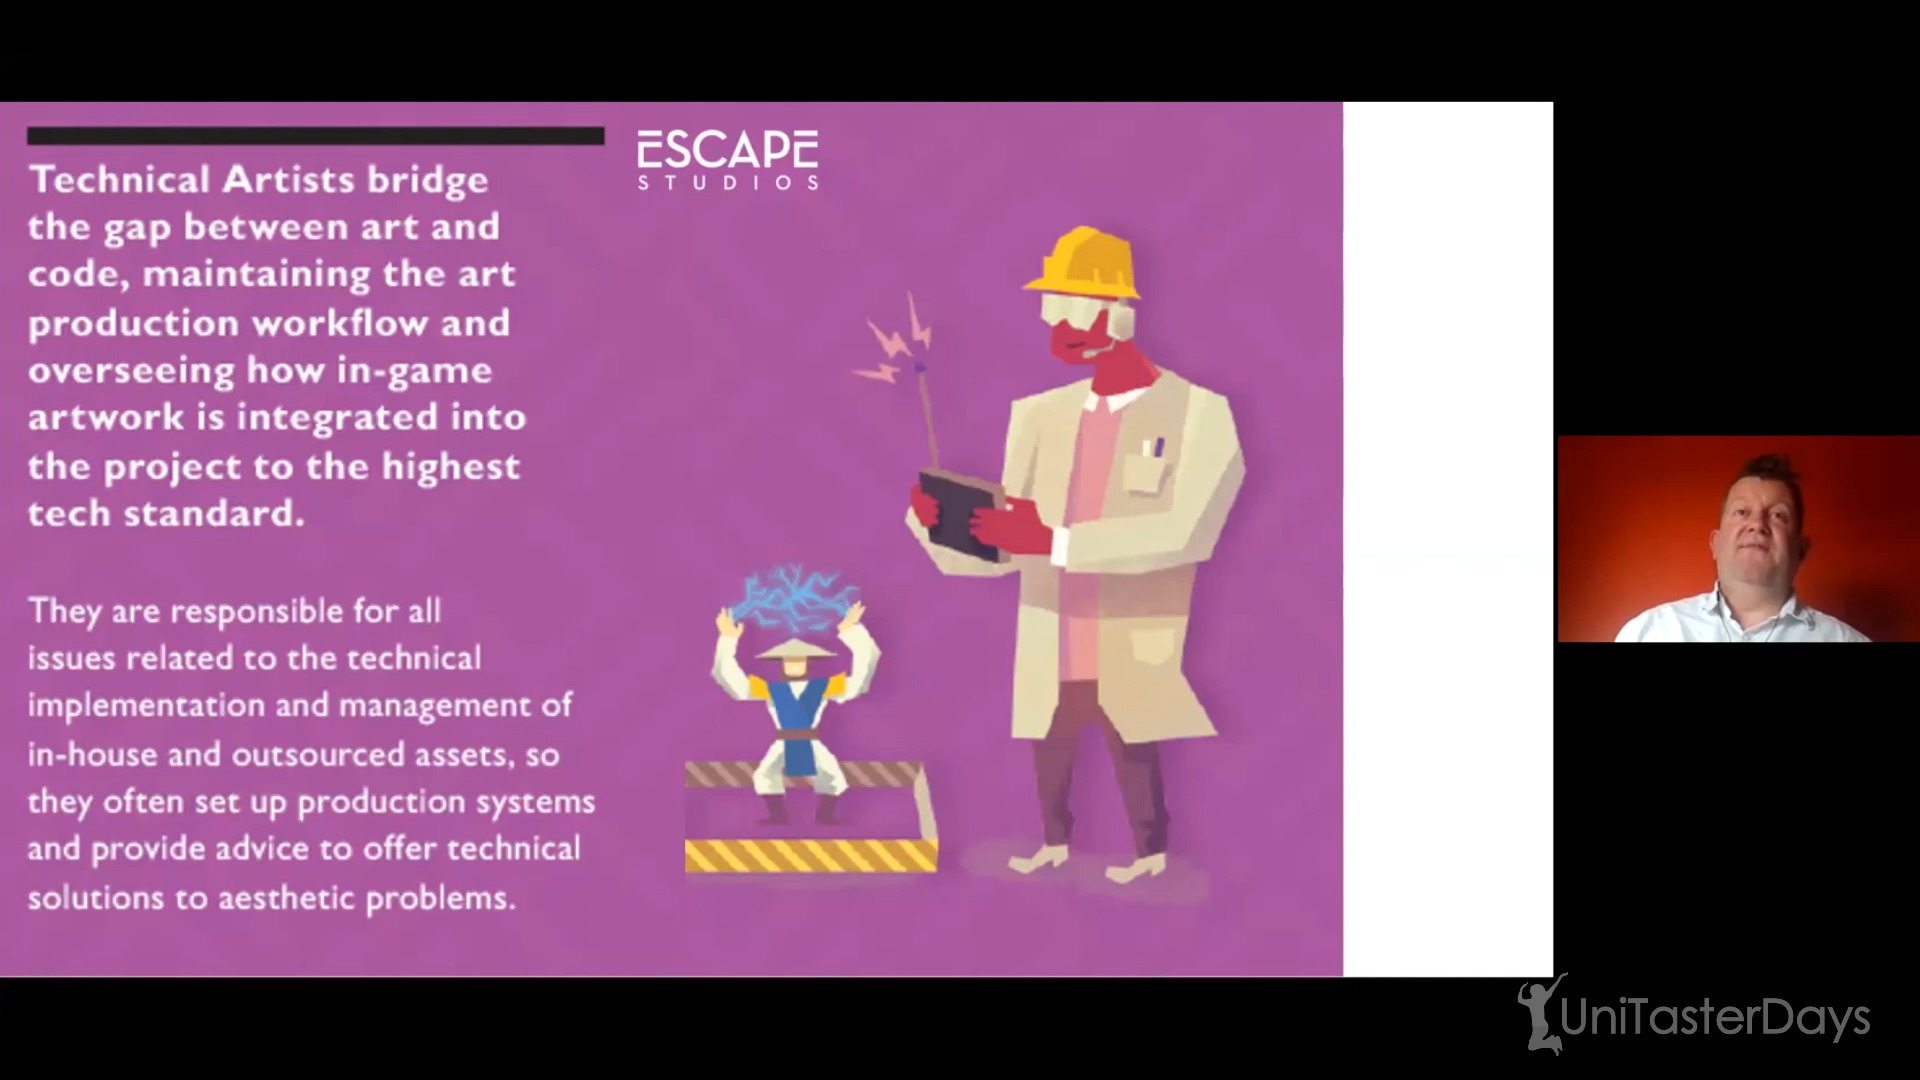 ESCAPE
STUDIOS
Technical Artists bridge
the gap between art and
code, maintaining the art
production workflow and
overseeing how in-game
artwork is integrated into
the project to the highest
tech standard.
They are responsible for all
issues related to the technical
implementation and management of
in-house and outsourced assets, so
they often set up production systems
and provide advice to offer technical
solutions to aesthetic problems.
UniTasterDays